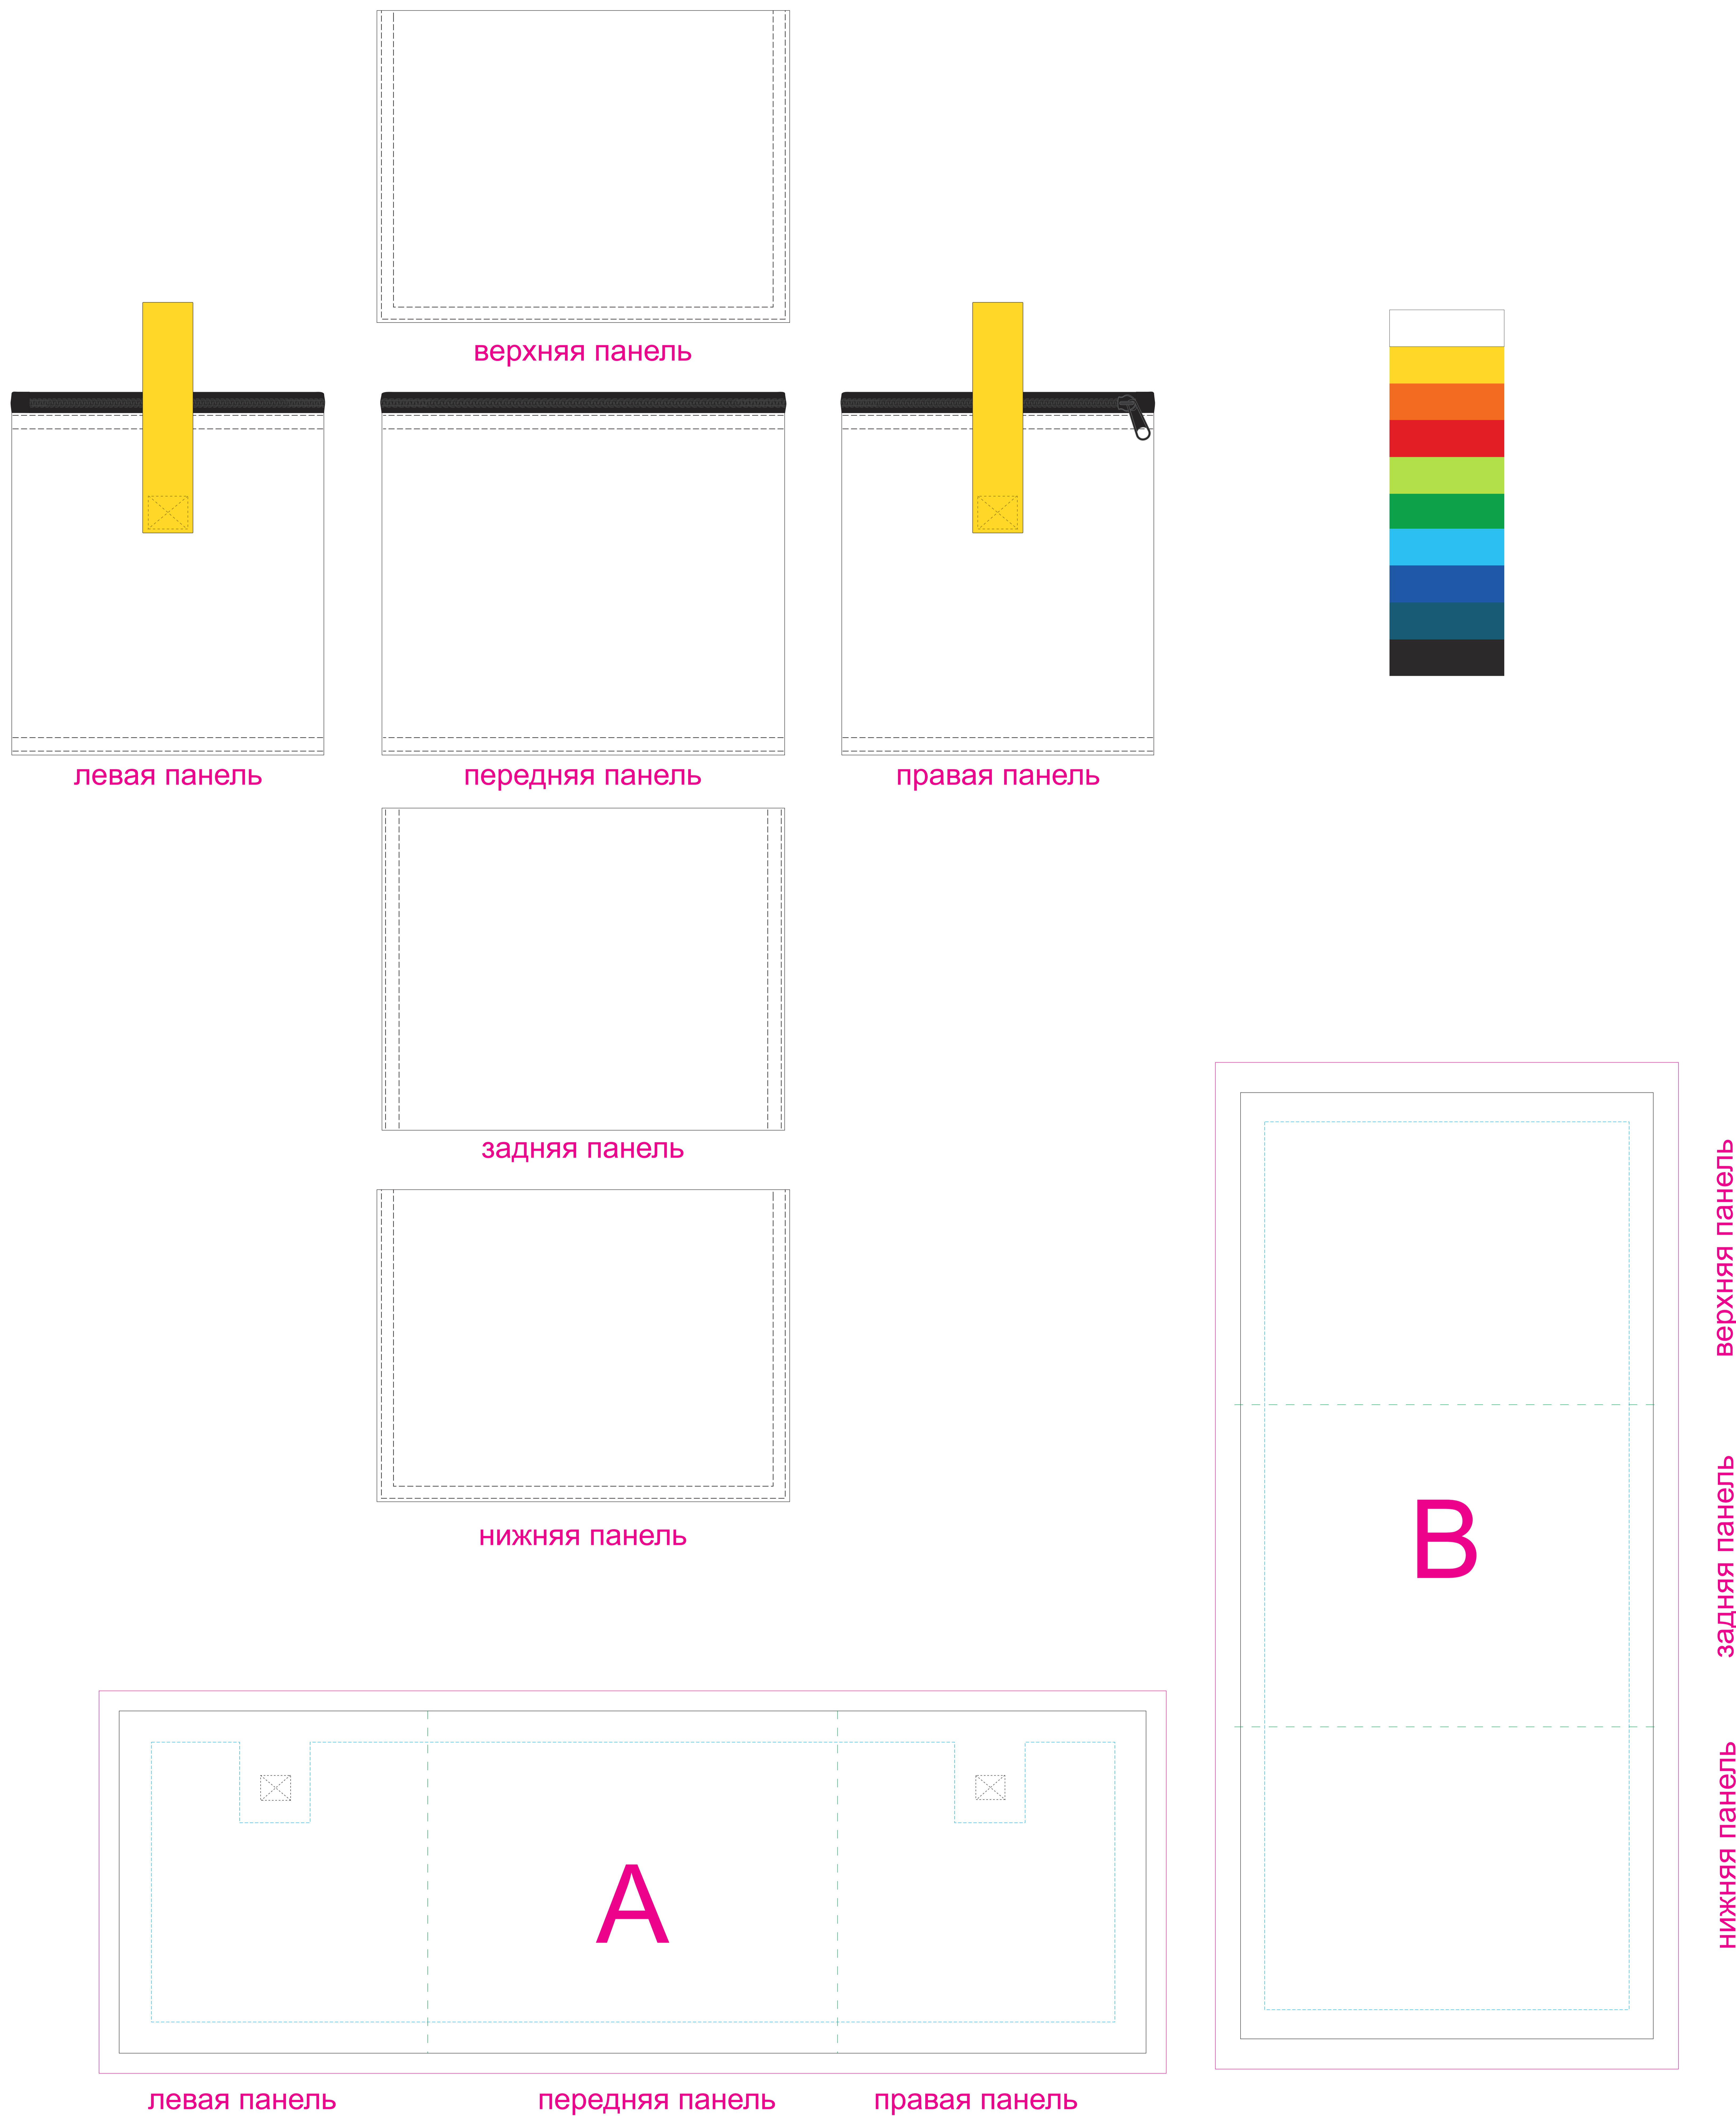 верхняя панель
левая панель
передняя панель
правая панель
задняя панель
нижняя панель
верхняя панель
задняя панель
нижняя панель
B
A
левая панель
передняя панель
правая панель